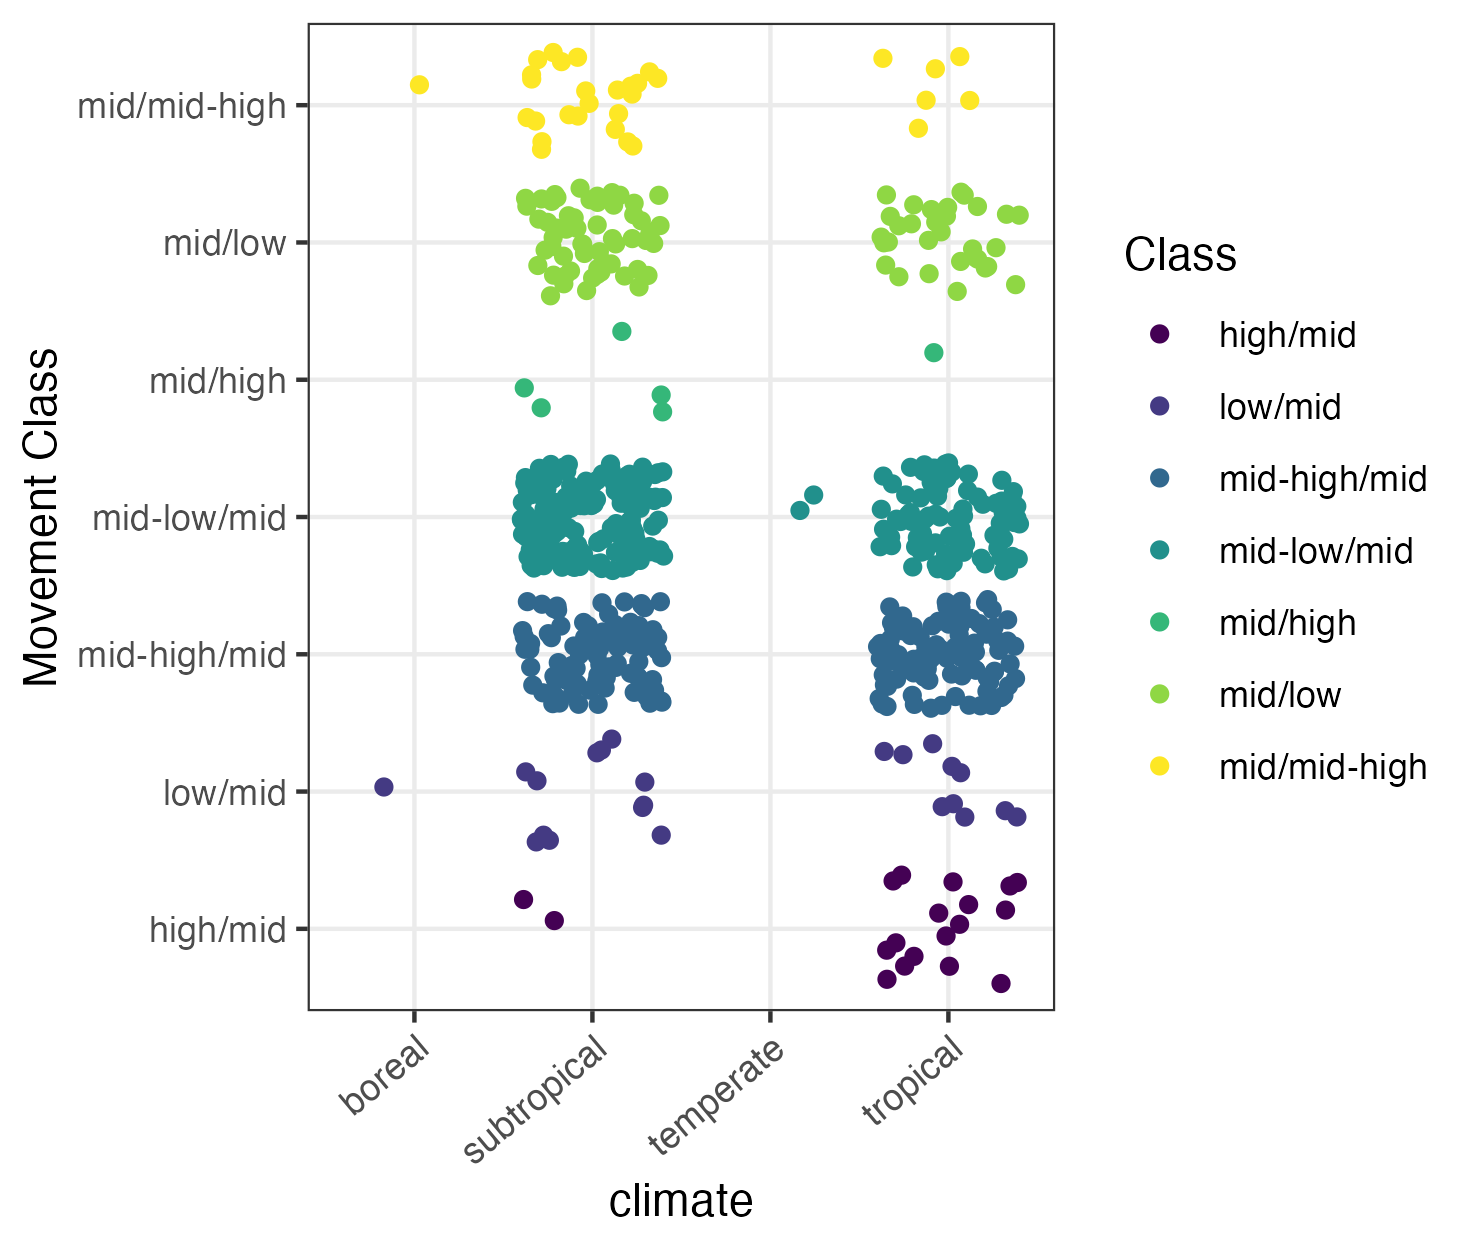 mid/mid-high
mid/low
mid/high
mid-low/mid
mid-high/mid
low/mid
high/mid
Movement Class
boreal
subtropical
temperate
tropical
climate
Class
high/mid
low/mid
mid-high/mid
mid-low/mid
mid/high
mid/low
mid/mid-high